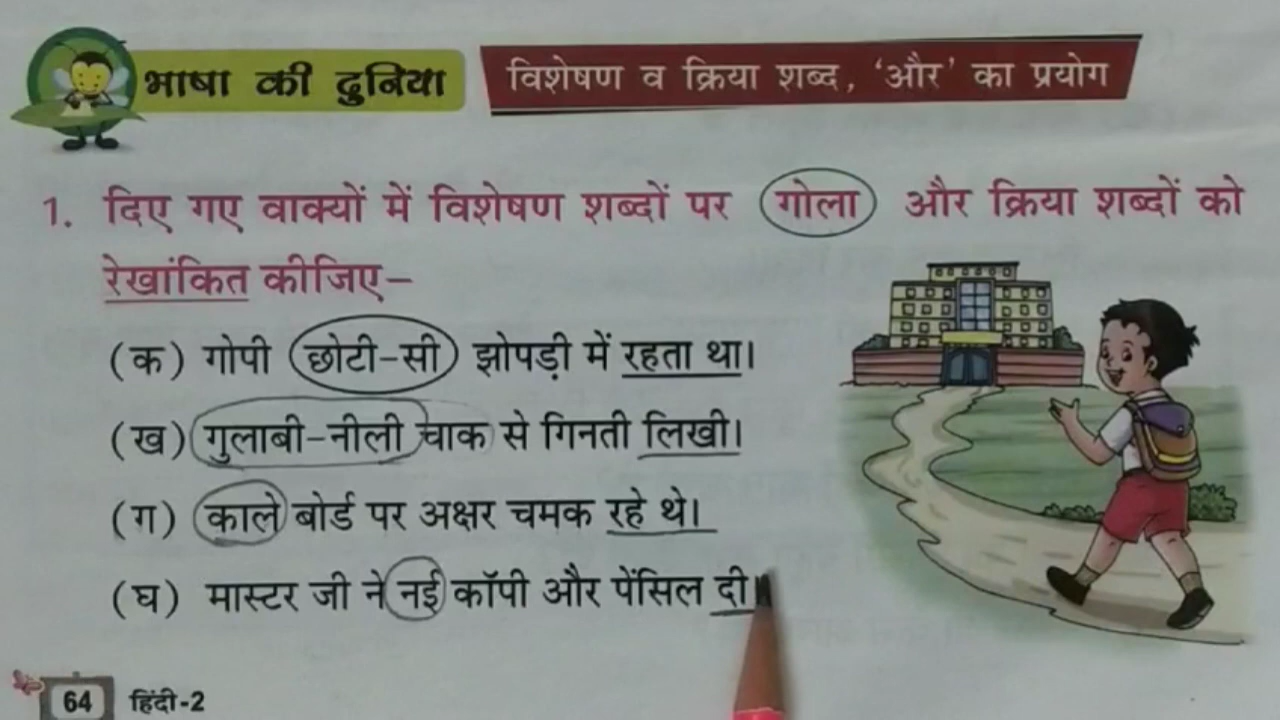 भाषा की दुनिया
विशेषण व क्रिया शब्द, 'और' का प्रयोग
1. दिए गए वाक्यों में विशेषण शब्दों पर गोला और क्रिया शब्दों को
रेखांकित कीजिए–
(क) गोपी छोटी-सी झोपड़ी में रहता था।
(ख) गुलाबी-नीली चाक से गिनती लिखी।
(ग) काले बोर्ड पर अक्षर चमक रहे थे।
(घ) मास्टर जी ने नई कॉपी और पेंसिल दी।
64 हिंदी-2